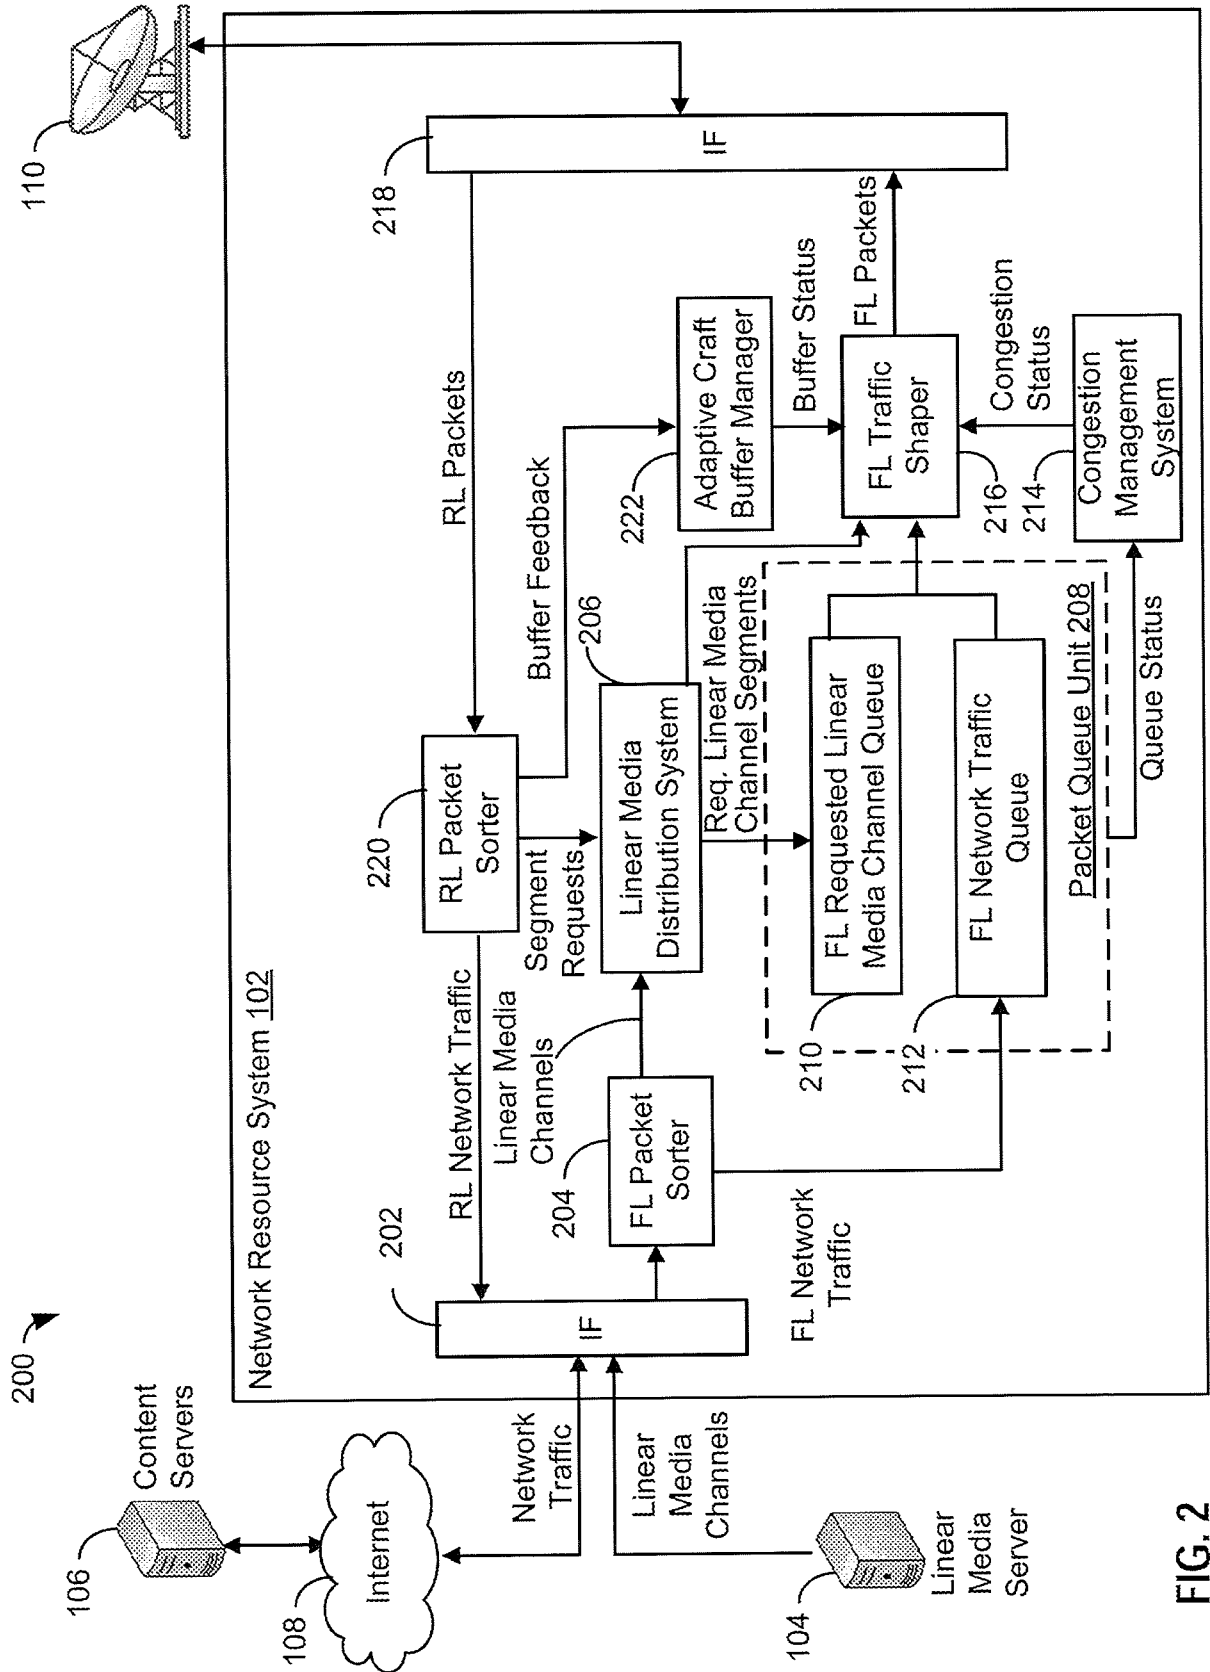 200
106
Content
Servers
108
Internet
Network
Traffic
Linear
Media
Channels
104
Linear
Media
Server
Network Resource System 102
202
IF
RL Network Traffic
Linear Media
Channels
204
FL Packet
Sorter
FL Network
Traffic
220
RL Packet
Sorter
Segment
Requests
Buffer Feedback
RL Packets
206
Linear Media
Distribution System
Req. Linear Media
Channel Segments
210
FL Requested Linear
Media Channel Queue
212
FL Network Traffic
Queue
Packet Queue Unit 208
Queue Status
222
Adaptive Craft
Buffer Manager
Buffer Status
FL Traffic
Shaper
216
214
Congestion
Status
Congestion
Management
System
FL Packets
218
IF
110
FIG. 2